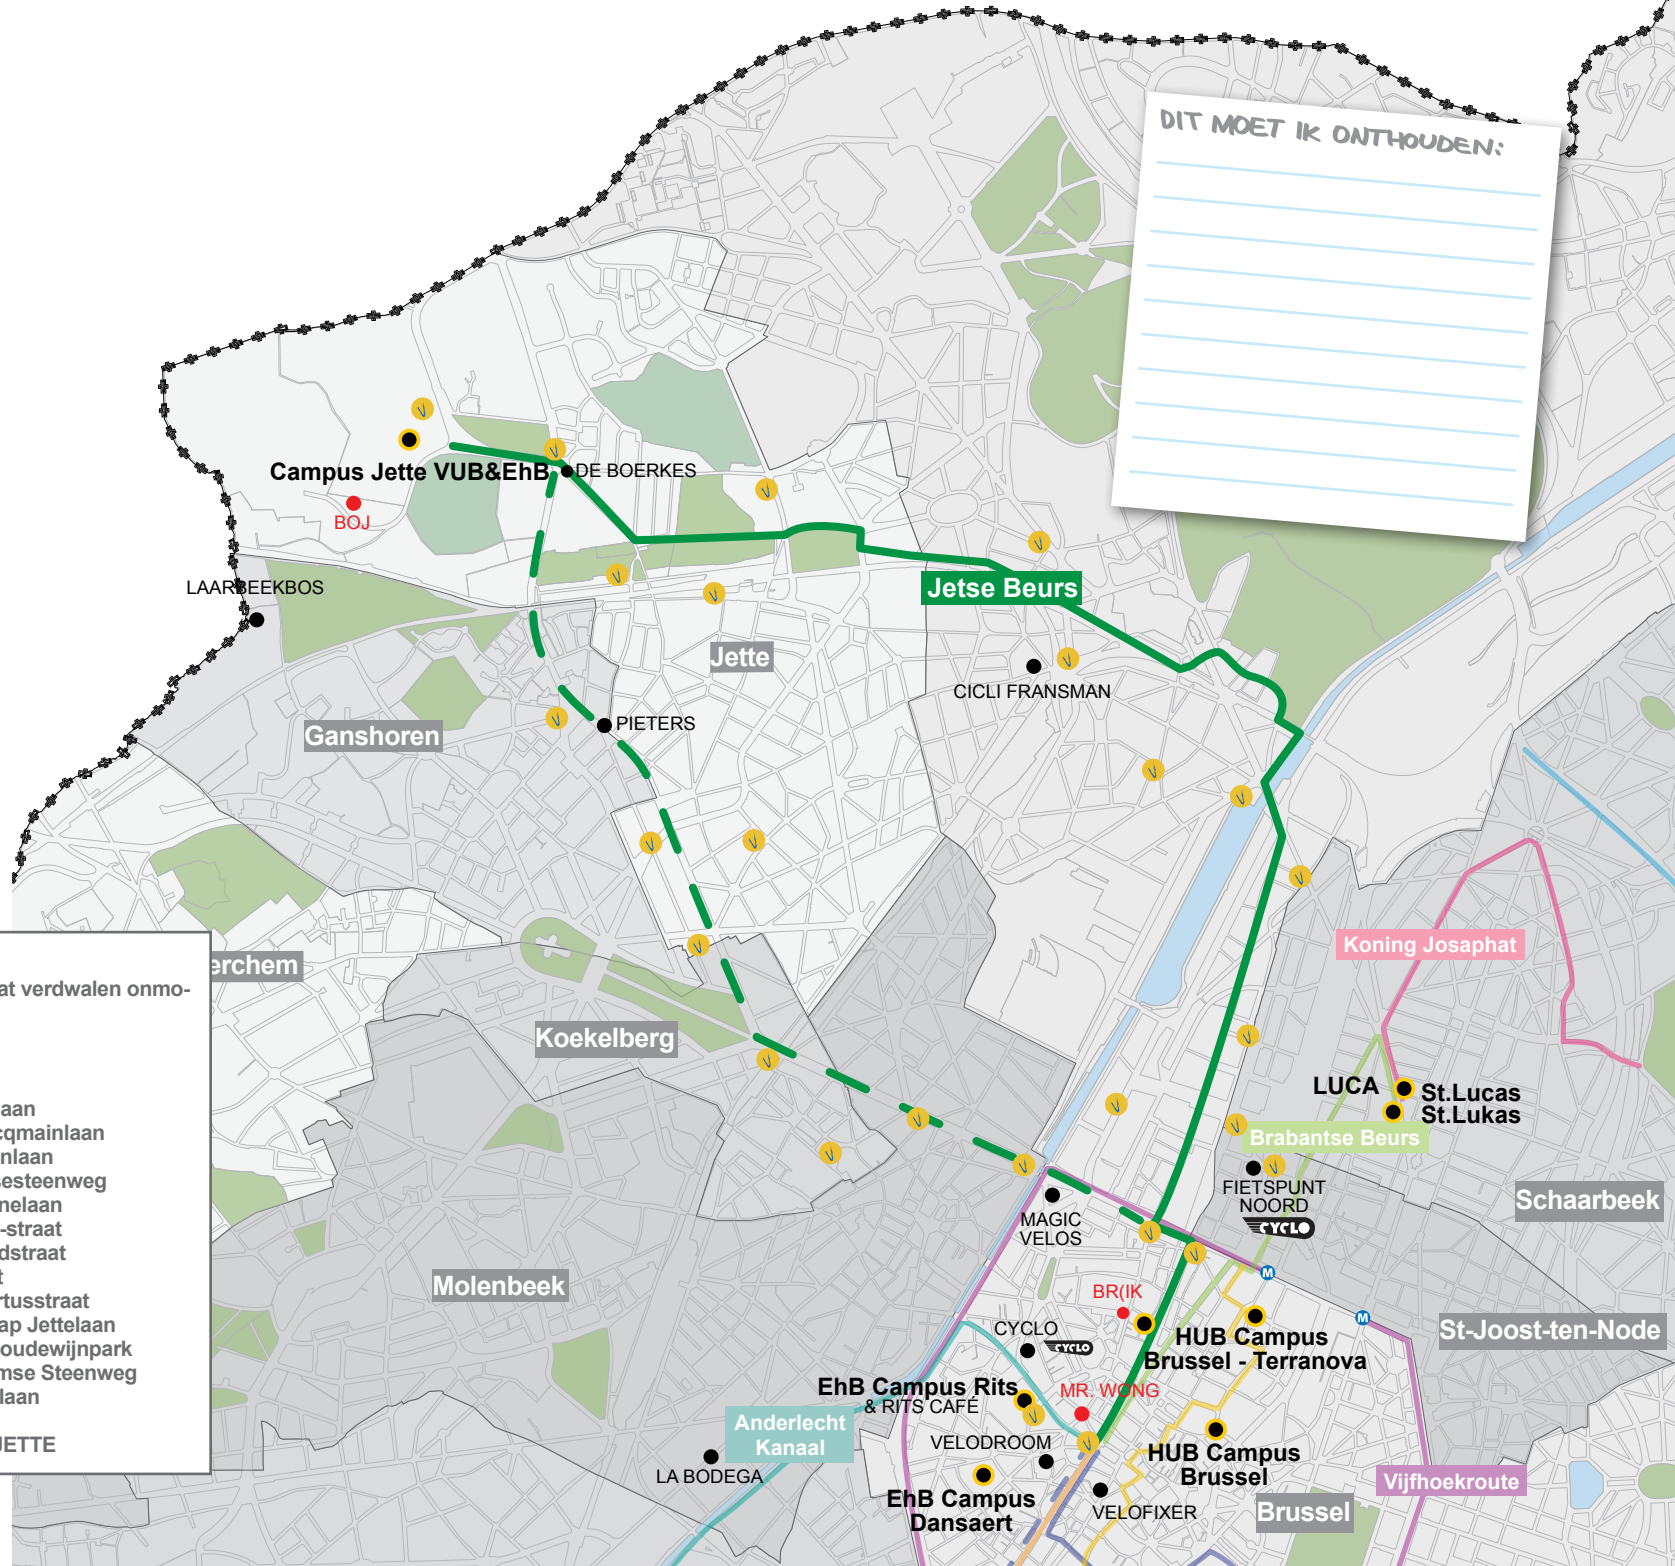 DIT MOET IK ONTHOUDEN:
Campus Jette VUB&EhB
DE BOERKES
BOJ
LAARBEEKBOS
Jetse Beurs
Jette
CICLI FRANSMAN
Ganshoren
PIETERS
Koning Josaphat
erchem
at verdwalen onmo-
Koekelberg
LUCA
St.Lucas
St.Lukas
Brabantse Beurs
aan
cqmainlaan
nlaan
sesteenweg
nelaan
-straat
dstraat
t
rtusstraat
ap Jettelaan
oudewijnpark
mse Steenweg
laan
JETTE
FIETSPUNT
NOORD
CYCLO
Schaarbeek
MAGIC
VELOS
Molenbeek
M
BR(IK
M
CYCLO
CYCLO
HUB Campus
Brussel - Terranova
St-Joost-ten-Node
EhB Campus Rits
& RITS CAFÉ
MR. WONG
Anderlecht
Kanaal
VELODROOM
LA BODEGA
HUB Campus
Brussel
Vijfhoekroute
EhB Campus
Dansaert
VELOFIXER
Brussel